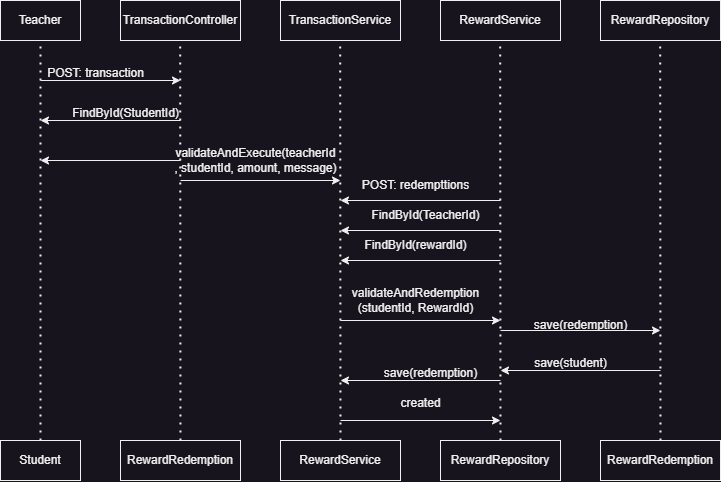 Teacher
TransactionController
TransactionService
RewardService
RewardRepository
POST: transaction
FindById(StudentId)
validateAndExecute(teacherId
, studentId, amount, message)
POST: redempttions
FindById(TeacherId)
FindById(rewardId)
validateAndRedemption
(studentId, RewardId)
save(redemption)
save(student)
save(redemption)
created
Student
RewardRedemption
RewardService
RewardRepository
RewardRedemption